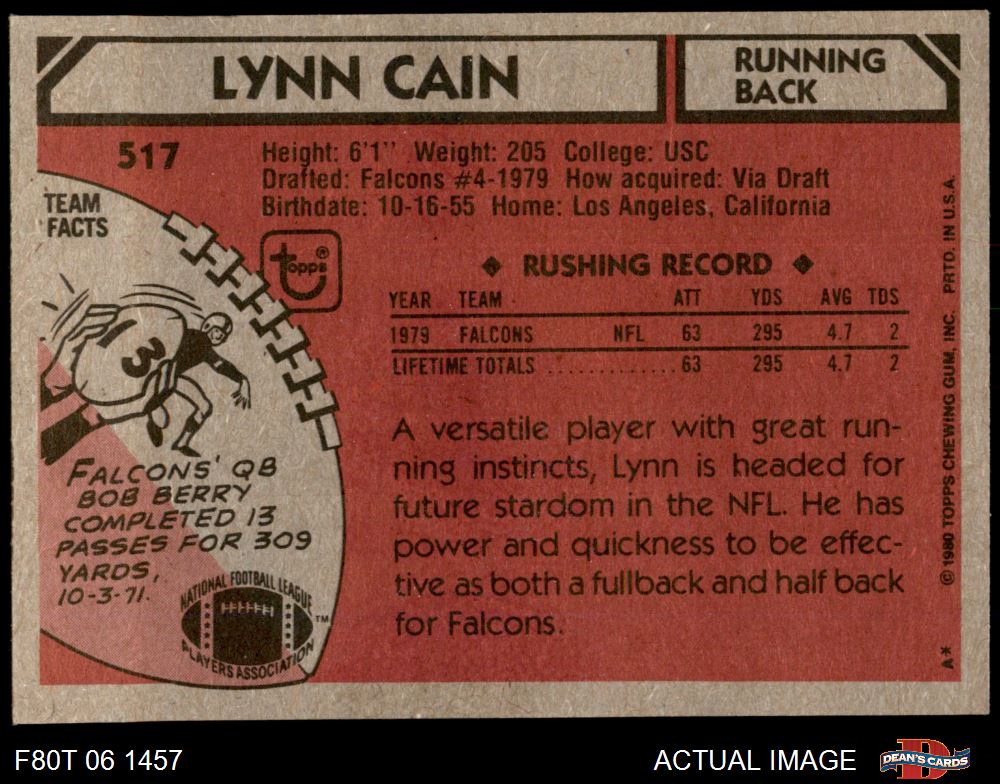 LYNN CAIN
RUNNING
BACK
517
Height: 6'1" Weight: 205 College: USC
Drafted: Falcons #4-1979 How acquired: Via Draft
Birthdate: 10-16-55 Home: Los Angeles, California
TEAM
FACTS
topps®
13
FALCONS' QB
BOB BERRY
COMPLETED 13
PASSES FOR 309
YARDS,
10-3-71.
NATIONAL FOOTBALL LEAGUE
PLAYERS ASSOCIATION
TM
◆ RUSHING RECORD ◆
YEAR TEAM ATT YDS AVG TDS
1979 FALCONS NFL 63 295 4.7 2
LIFETIME TOTALS ............. 63 295 4.7 2
A versatile player with great run-
ning instincts, Lynn is headed for
future stardom in the NFL. He has
power and quickness to be effec-
tive as both a fullback and half back
for Falcons.
A* © 1980 TOPPS CHEWING GUM, INC. PRTD. IN U.S.A.
F80T 06 1457
ACTUAL IMAGE
DEAN'S CARDS